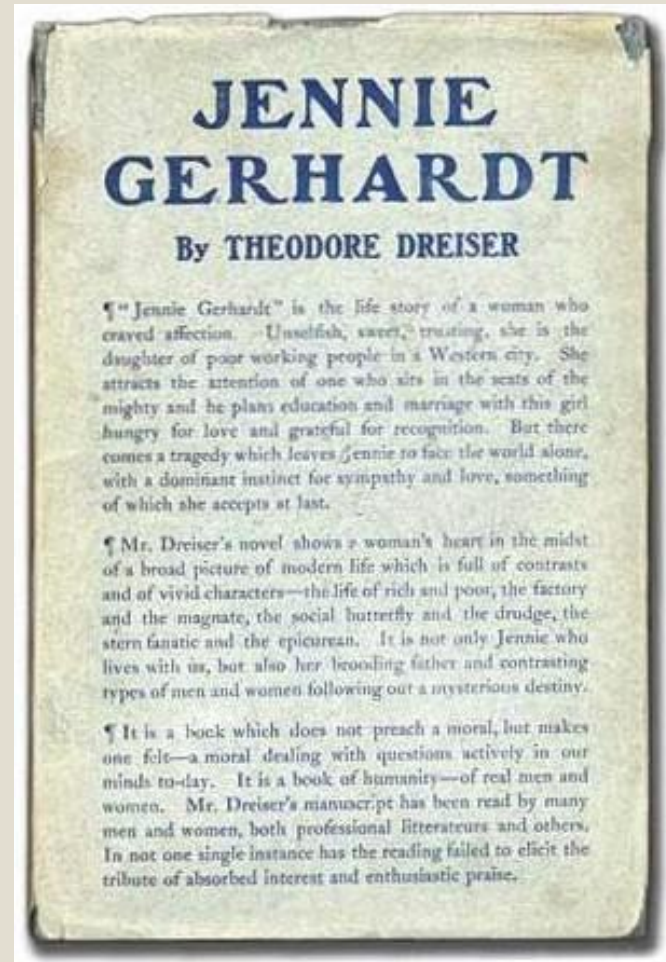 JENNIE
GERHARDT
By THEODORE DREISER
¶ "Jennie Gerhardt" is the life story of a woman who
craved affection. Unselfish, sweet, trusting, she is the
daughter of poor working people in a Western city. She
attracts the attention of one who sits in the seats of the
mighty and he plans education and marriage with this girl
hungry for love and grateful for recognition. But there
comes a tragedy which leaves Jennie to face the world alone,
with a dominant instinct for sympathy and love, something
of which she accepts at last.
¶ Mr. Dreiser's novel shows a woman's heart in the midst
of a broad picture of modern life which is full of contrasts
and of vivid characters—the life of rich and poor, the factory
and the magnate, the social butterfly and the drudge, the
stern fanatic and the epicurean. It is not only Jennie who
lives with us, but also her brooding father and contrasting
types of men and women following out a mysterious destiny.
¶ It is a book which does not preach a moral, but makes
one felt—a moral dealing with questions actively in our
minds to-day. It is a book of humanity—of real men and
women. Mr. Dreiser's manuscript has been read by many
men and women, both professional litterateurs and others.
In not one single instance has the reading failed to elicit the
tribute of absorbed interest and enthusiastic praise.